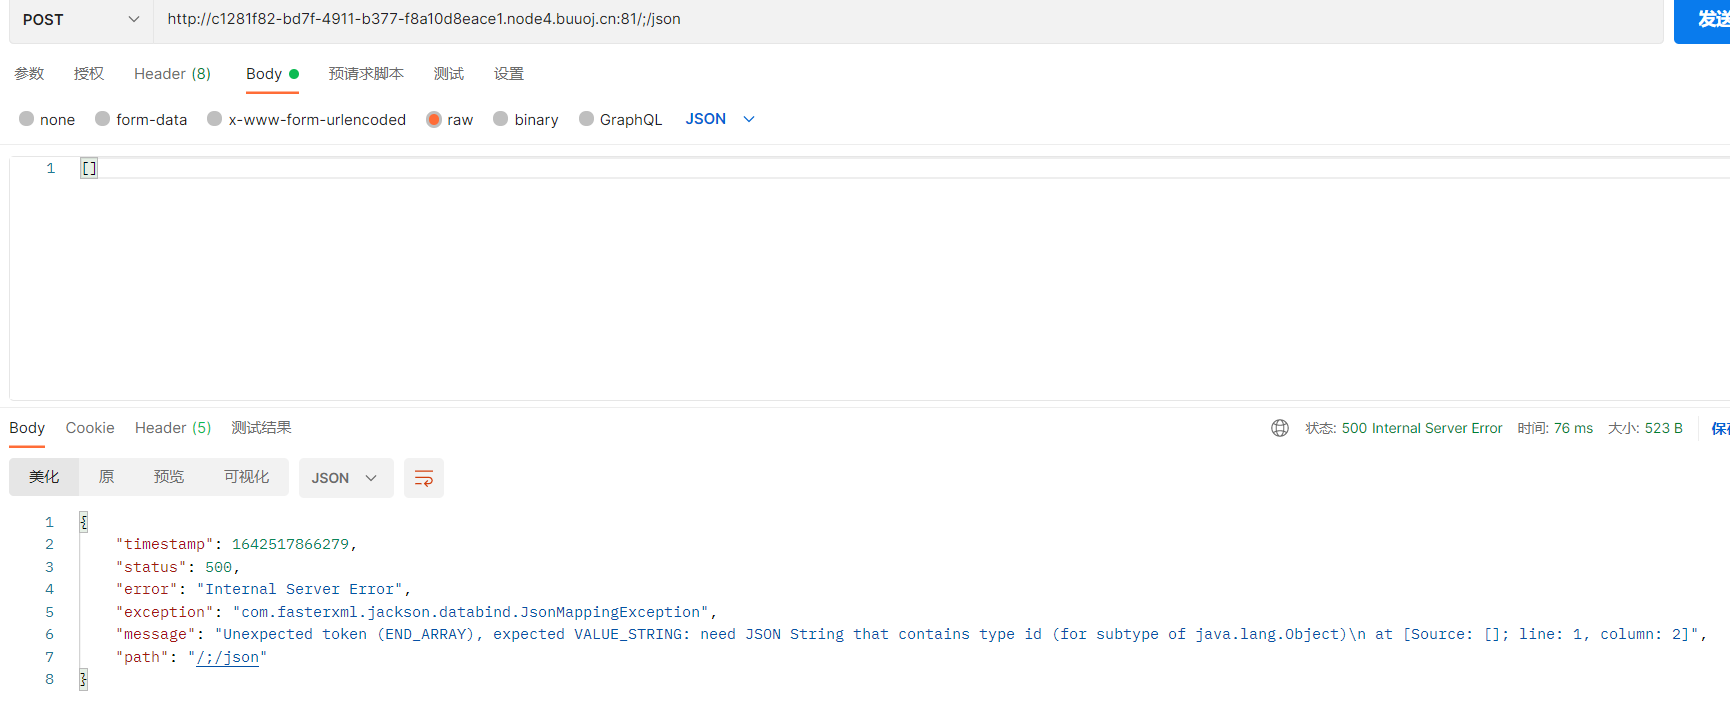 POST http://c1281f82-bd7f-4911-b377-f8a10d8eace1.node4.buuoj.cn:81/;/json 发送
参数 授权 Header (8) Body 预请求脚本 测试 设置
none form-data x-www-form-urlencoded raw binary GraphQL JSON
1 []
Body Cookie Header (5) 测试结果 状态: 500 Internal Server Error 时间: 76 ms 大小: 523 B 保存
美化 原 预览 可视化 JSON
1 {
2 "timestamp": 1642517866279,
3 "status": 500,
4 "error": "Internal Server Error",
5 "exception": "com.fasterxml.jackson.databind.JsonMappingException",
6 "message": "Unexpected token (END_ARRAY), expected VALUE_STRING: need JSON String that contains type id (for subtype of java.lang.Object)\n at [Source: []; line: 1, column: 2]",
7 "path": "/;/json"
8 }